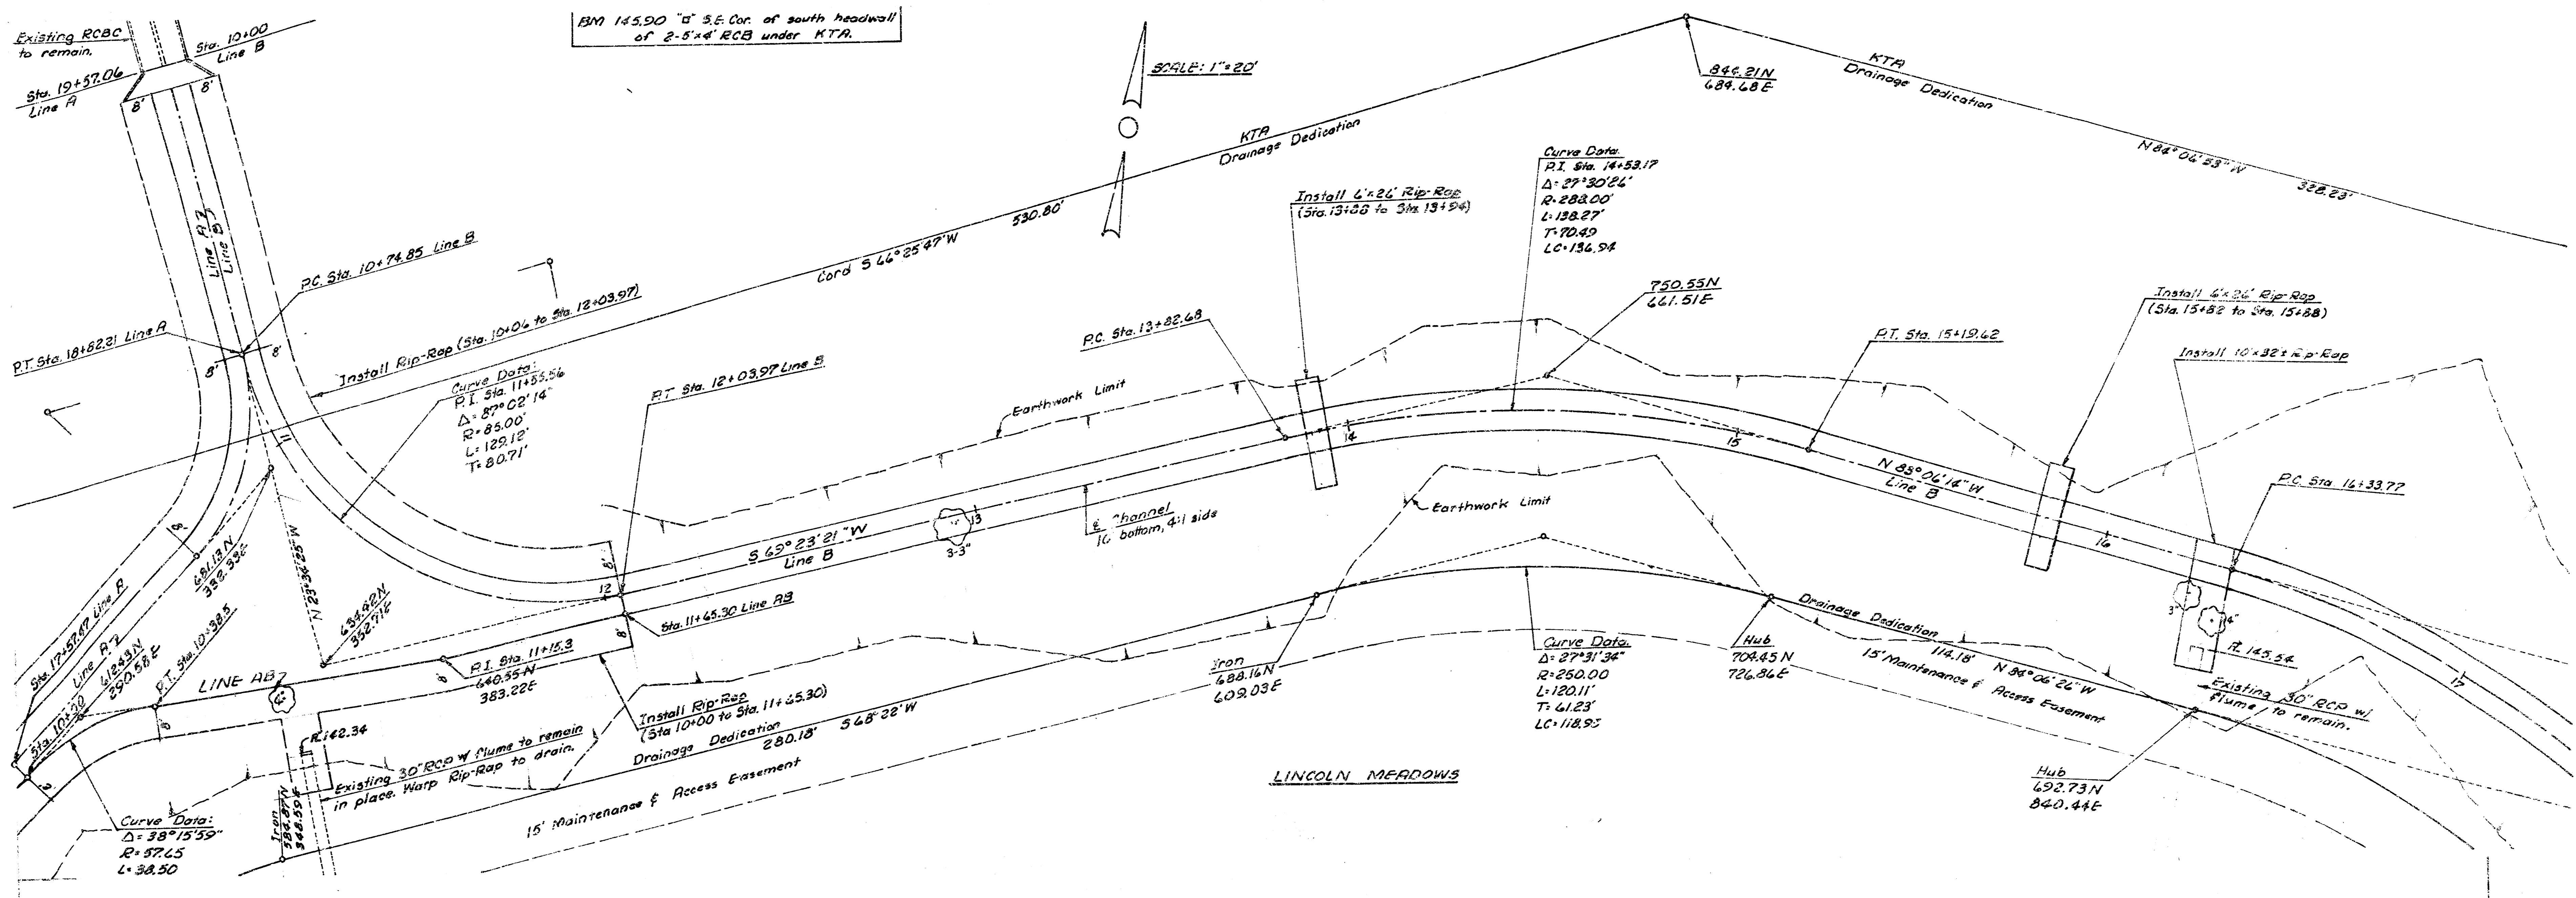 Existing RCBC
to remain.
Sta. 10+00
Line B
Sta. 19+57.06
Line A
8'
8'
BM 145.90 "□" S.E. Cor. of south headwall
of 2-5'x4' RCB under KTA.
SCALE: 1"=20'
844.21N
684.68E
KTA
Drainage Dedication
N 84° 06' 53" W
328.23'
KTA
Drainage Dedication
530.80'
Cord S 66° 25' 47" W
Install 6'x26' Rip-Rap
(Sta. 13+88 to Sta. 13+94)
Curve Data:
P.I. Sta. 14+53.17
Δ= 27°30'26"
R= 288.00'
L= 138.27'
T= 70.49
LC= 136.94
750.55N
661.51E
P.C. Sta. 13+82.68
P.T. Sta. 15+19.62
Install 6'x26' Rip-Rap
(Sta. 15+82 to Sta. 15+88)
Install 10'x32'± Rip-Rap
P.C. Sta. 16+33.77
Line A
Line B
P.C. Sta. 10+74.85 Line B
P.T. Sta. 18+82.21 Line A
8'
8'
Install Rip-Rap (Sta. 10+06 to Sta. 12+03.97)
Curve Data:
P.I. Sta. 11+55.56
Δ= 87°02'14"
R= 85.00'
L= 129.12'
T= 80.71'
P.T. Sta. 12+03.97 Line B
11
Earthwork Limit
14
15
N 83° 06' 14" W
Line B
16
17
Earthwork Limit
℄ Channel
16' bottom, 4:1 side
S 69° 23' 21" W
Line B
13
3-3"
12
8'
8'
8'
681.13N
332.33E
N 23° 34' 25" W
634.42N
352.71E
Sta. 11+65.30 Line AB
Sta. 17+57.67 Line A
Line A
Sta. 10+00
612.43N
290.58E
P.T. Sta. 10+38.5
LINE AB
8'
6"
8'
P.I. Sta. 11+15.3
640.55N
383.22E
Install Rip-Rap
(Sta 10+00 to Sta. 11+65.30)
Drainage Dedication
280.18' S 68° 22' W
15' Maintenance & Access Easement
℄ 142.34
Existing 30" RCP w/ flume to remain
in place. Warp Rip-Rap to drain.
Iron
584.87N
348.59E
Curve Data:
Δ= 38°15'59"
R= 57.65
L= 38.50
Iron
688.16N
609.03E
Curve Data:
Δ= 27°31'34"
R= 250.00
L= 120.11'
T= 61.23'
LC= 118.95
Hub
704.45N
726.86E
Drainage Dedication
114.18' N 84° 06' 26" W
15' Maintenance & Access Easement
3"
4"
℄ 145.54
Existing 30" RCP w/
flume, to remain.
Hub
692.73N
840.44E
LINCOLN MEADOWS